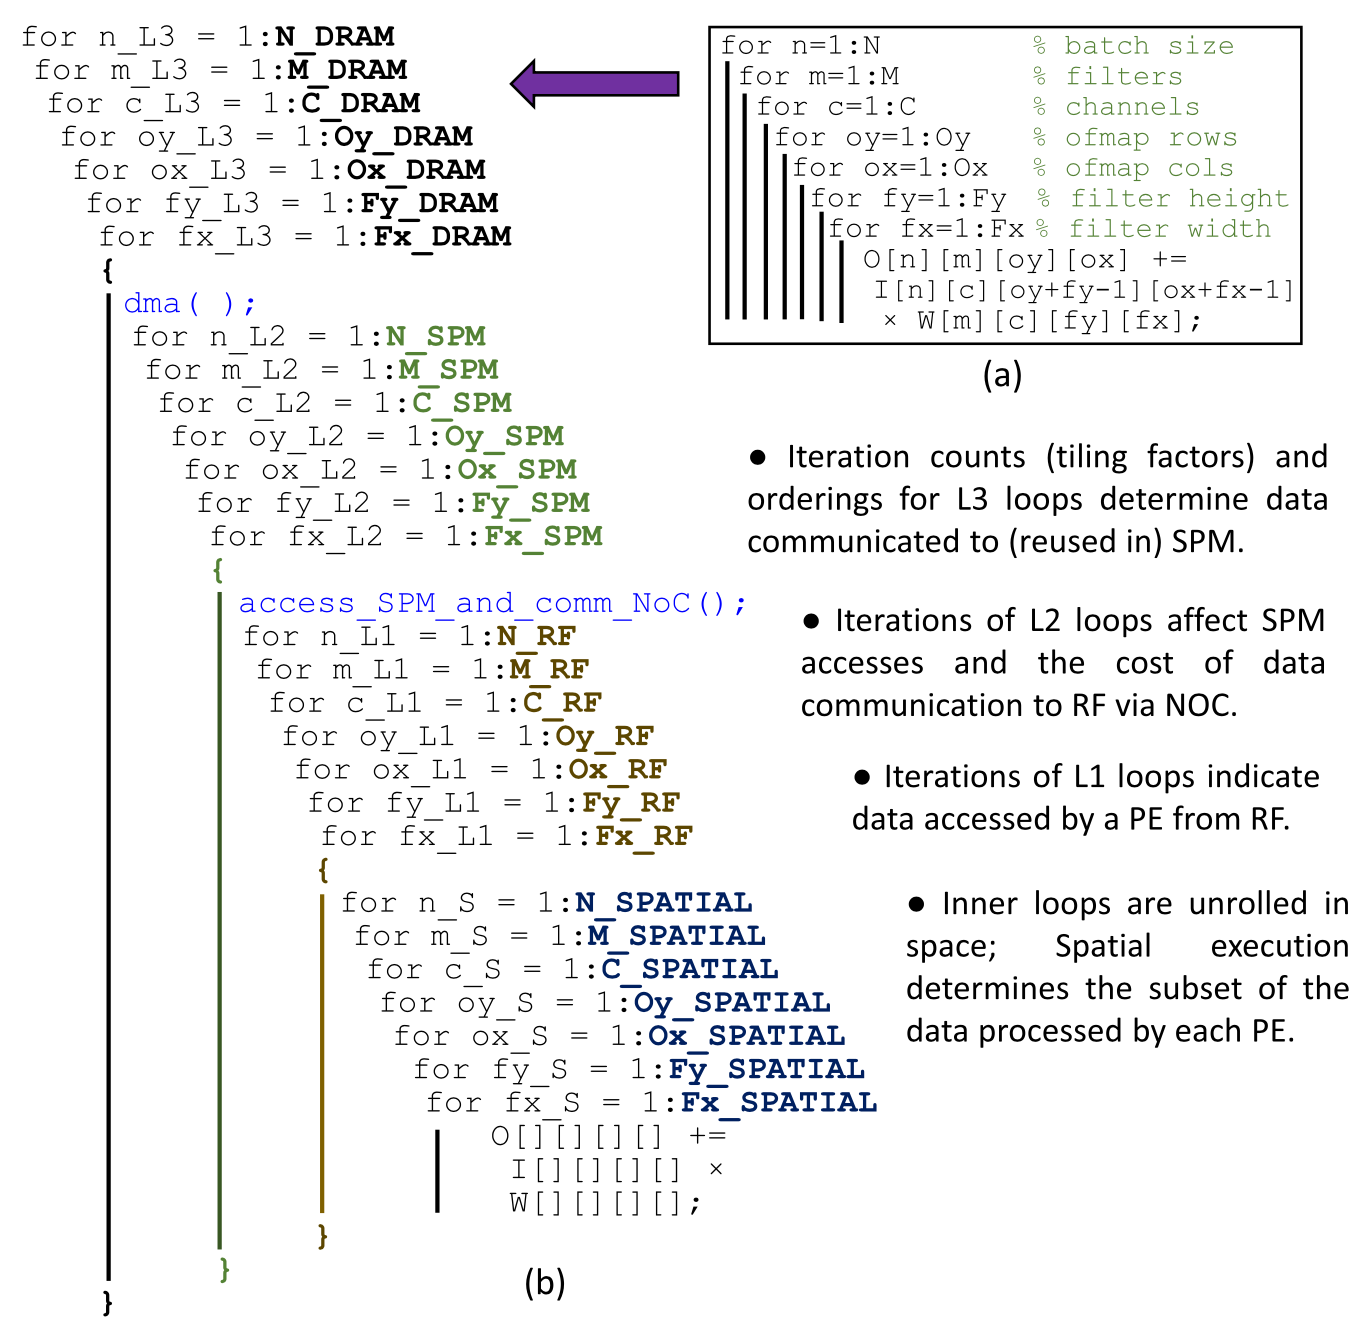 for n_L3 = 1:N_DRAM
for m_L3 = 1:M_DRAM
for c_L3 = 1:C_DRAM
for oy_L3 = 1:Oy_DRAM
for ox_L3 = 1:Ox_DRAM
for fy_L3 = 1:Fy_DRAM
for fx_L3 = 1:Fx_DRAM
{
dma( );
for n_L2 = 1:N_SPM
for m_L2 = 1:M_SPM
for c_L2 = 1:C_SPM
for oy_L2 = 1:Oy_SPM
for ox_L2 = 1:Ox_SPM
for fy_L2 = 1:Fy_SPM
for fx_L2 = 1:Fx_SPM
{
access_SPM_and_comm_NoC();
for n_L1 = 1:N_RF
for m_L1 = 1:M_RF
for c_L1 = 1:C_RF
for oy_L1 = 1:Oy_RF
for ox_L1 = 1:Ox_RF
for fy_L1 = 1:Fy_RF
for fx_L1 = 1:Fx_RF
{
for n_S = 1:N_SPATIAL
for m_S = 1:M_SPATIAL
for c_S = 1:C_SPATIAL
for oy_S = 1:Oy_SPATIAL
for ox_S = 1:Ox_SPATIAL
for fy_S = 1:Fy_SPATIAL
for fx_S = 1:Fx_SPATIAL
O[][][][] +=
I[][][][] ×
W[][][][];
}
}
}
(b)
for n=1:N % batch size
for m=1:M % filters
for c=1:C % channels
for oy=1:Oy % ofmap rows
for ox=1:Ox % ofmap cols
for fy=1:Fy % filter height
for fx=1:Fx % filter width
O[n][m][oy][ox] +=
I[n][c][oy+fy-1][ox+fx-1]
× W[m][c][fy][fx];
(a)
● Iteration counts (tiling factors) and
orderings for L3 loops determine data
communicated to (reused in) SPM.
● Iterations of L2 loops affect SPM
accesses and the cost of data
communication to RF via NOC.
● Iterations of L1 loops indicate
data accessed by a PE from RF.
● Inner loops are unrolled in
space; Spatial execution
determines the subset of the
data processed by each PE.